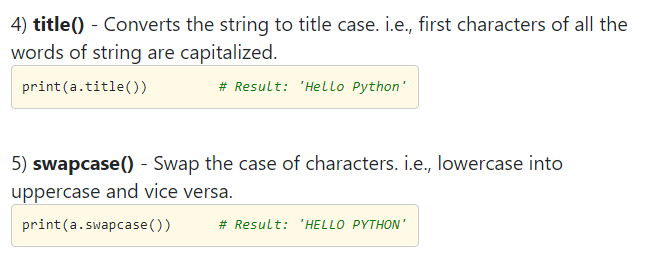 4) title() - Converts the string to title case. i.e., first characters of all the
words of string are capitalized.
print(a.title())          # Result: 'Hello Python'
5) swapcase() - Swap the case of characters. i.e., lowercase into
uppercase and vice versa.
print(a.swapcase())      # Result: 'HELLO PYTHON'